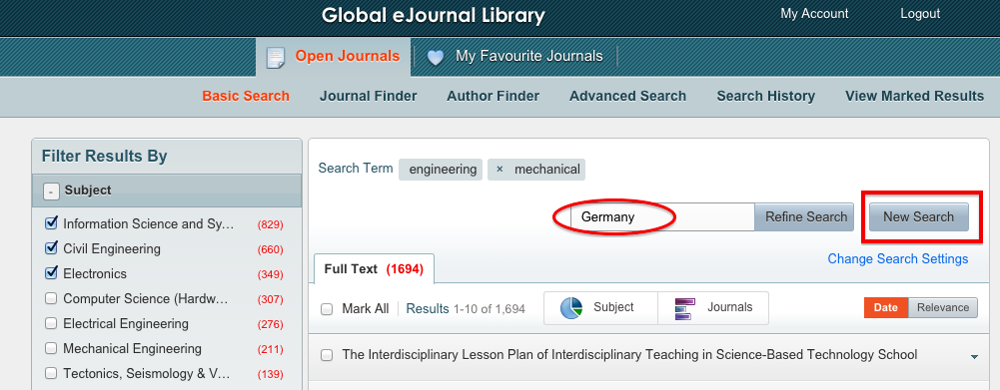 Global eJournal Library
My Account Logout
Open Journals My Favourite Journals
Basic Search Journal Finder Author Finder Advanced Search Search History View Marked Results
Filter Results By
- Subject
Information Science and Sy… (829)
Civil Engineering (660)
Electronics (349)
Computer Science (Hardw… (307)
Electrical Engineering (276)
Mechanical Engineering (211)
Tectonics, Seismology & V… (139)
Search Term engineering × mechanical
Germany Refine Search New Search
Change Search Settings
Full Text (1694)
Mark All Results 1-10 of 1,694 Subject Journals Date Relevance
The Interdisciplinary Lesson Plan of Interdisciplinary Teaching in Science-Based Technology School